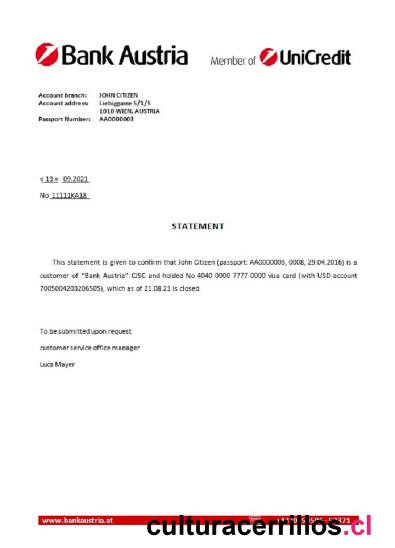 Bank Austria Member of UniCredit
Account branch: JOHN CITIZEN
Account address: Liebiggasse 5/1/5
1010 WIEN, AUSTRIA
Passport Number: AA0000003
« 13 » 09.2021
No 11111KA18
STATEMENT
This statement is given to confirm that John Citizen (passport: AA0000003, 0008, 29.04.2016) is a
customer of "Bank Austria" CJSC and holded No 4040 0000 7777 0000 visa card (with USD account
7005004203206505), which as of 21.08.21 is closed.
To be submitted upon request
customer service office manager
Luca Mayer
www.bankaustria.at
culturacerrillos.cl